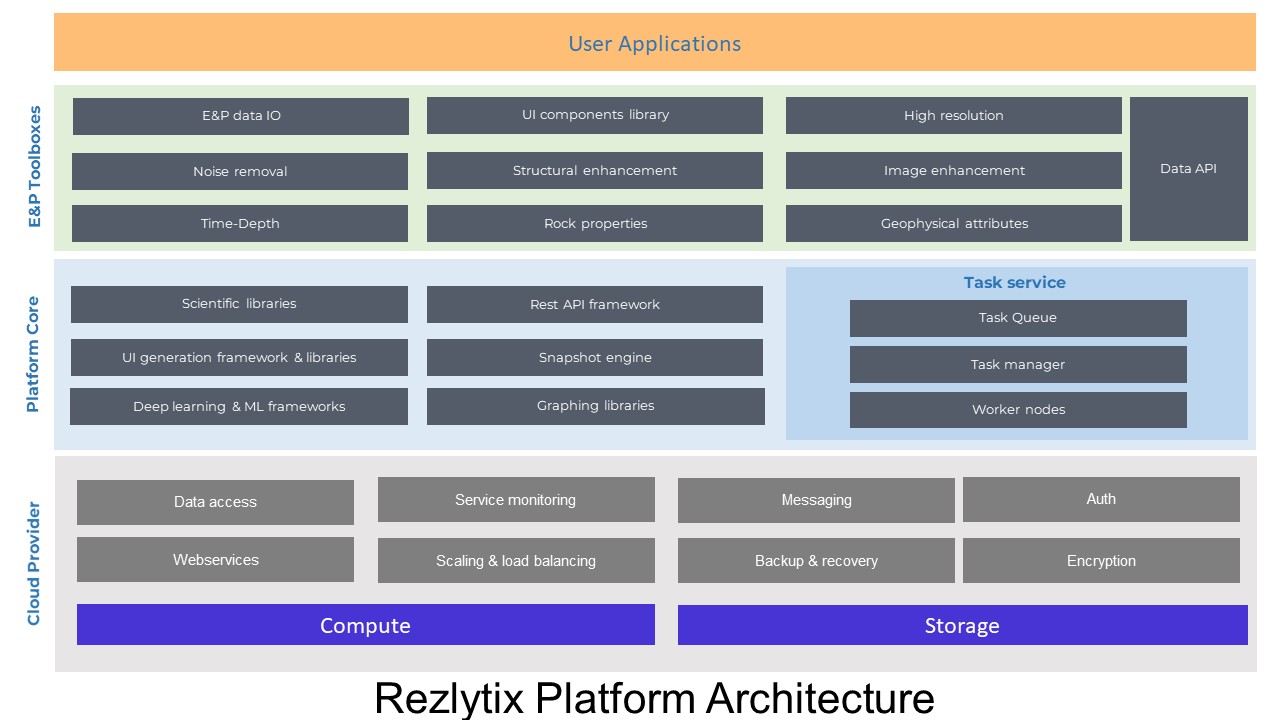 User Applications
E&P Toolboxes
E&P data IO
UI components library
High resolution
Data API
Noise removal
Structural enhancement
Image enhancement
Time-Depth
Rock properties
Geophysical attributes
Platform Core
Task service
Scientific libraries
Rest API framework
Task Queue
UI generation framework & libraries
Snapshot engine
Task manager
Deep learning & ML frameworks
Graphing libraries
Worker nodes
Cloud Provider
Data access
Service monitoring
Messaging
Auth
Webservices
Scaling & load balancing
Backup & recovery
Encryption
Compute
Storage
Rezlytix Platform Architecture